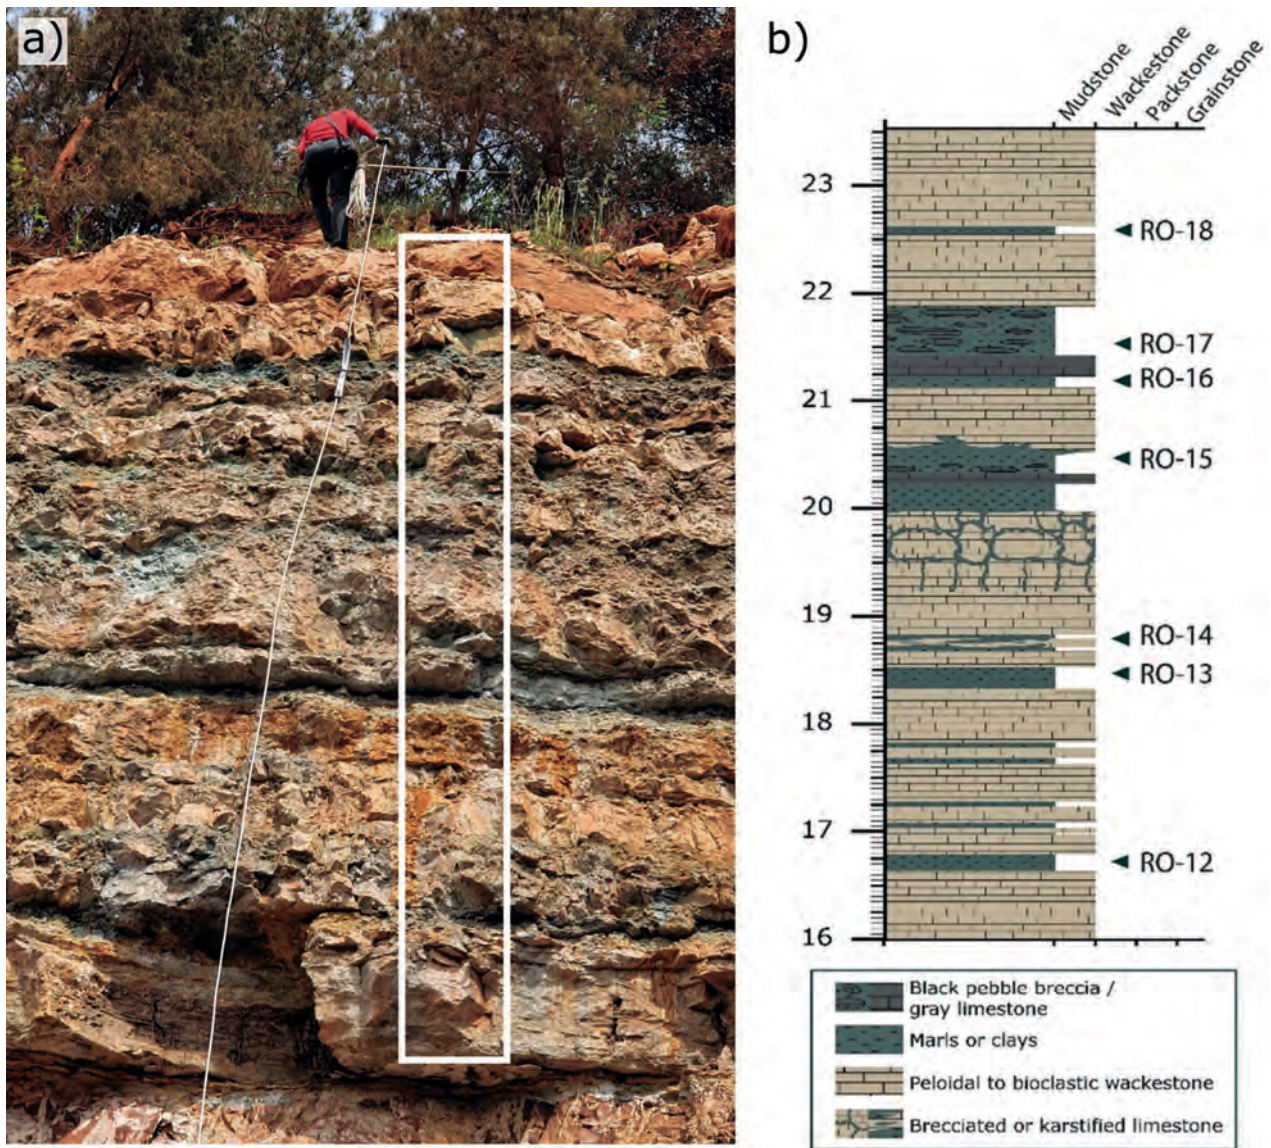 a)
b)
Mudstone
Wackestone
Packstone
Grainstone
23
RO-18
22
RO-17
RO-16
21
RO-15
20
19
RO-14
RO-13
18
17
RO-12
16
Black pebble breccia /
gray limestone
Marls or clays
Peloidal to bioclastic wackestone
Brecciated or karstified limestone